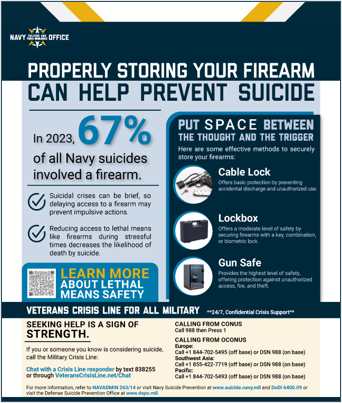 NAVY CULTURE AND FORCE RESILIENCE OFFICE
PROPERLY STORING YOUR FIREARM
CAN HELP PREVENT SUICIDE
In 2023, 67%
of all Navy suicides
involved a firearm.
Suicidal crises can be brief, so
delaying access to a firearm may
prevent impulsive actions.
Reducing access to lethal means
like firearms during stressful
times decreases the likelihood of
death by suicide.
LEARN MORE
ABOUT LETHAL
MEANS SAFETY
PUT SPACE BETWEEN
THE THOUGHT AND THE TRIGGER
Here are some effective methods to securely
store your firearms:
Cable Lock
Offers basic protection by preventing
accidental discharge and unauthorized use.
Lockbox
Offers a moderate level of safety by
securing firearms with a key, combination,
or biometric lock.
Gun Safe
Provides the highest level of safety,
offering protection against unauthorized
access, fire, and theft.
VETERANS CRISIS LINE FOR ALL MILITARY **24/7, Confidential Crisis Support**
SEEKING HELP IS A SIGN OF
STRENGTH.
If you or someone you know is considering suicide,
call the Military Crisis Line:
Chat with a Crisis Line responder by text 838255
or through VeteransCrisisLine.net/Chat
CALLING FROM CONUS
Call 988 then Press 1
CALLING FROM OCONUS
Europe:
Call +1 844-702-5495 (off base) or DSN 988 (on base)
Southwest Asia:
Call +1 855-422-7719 (off base) or DSN 988 (on base)
Pacific:
Call +1 844-702-5493 (off base) or DSN 988 (on base)
For more information, refer to NAVADMIN 263/14 or visit Navy Suicide Prevention at www.suicide.navy.mil and DoDI 6400.09 or
visit the Defense Suicide Prevention Office at www.dspo.mil.